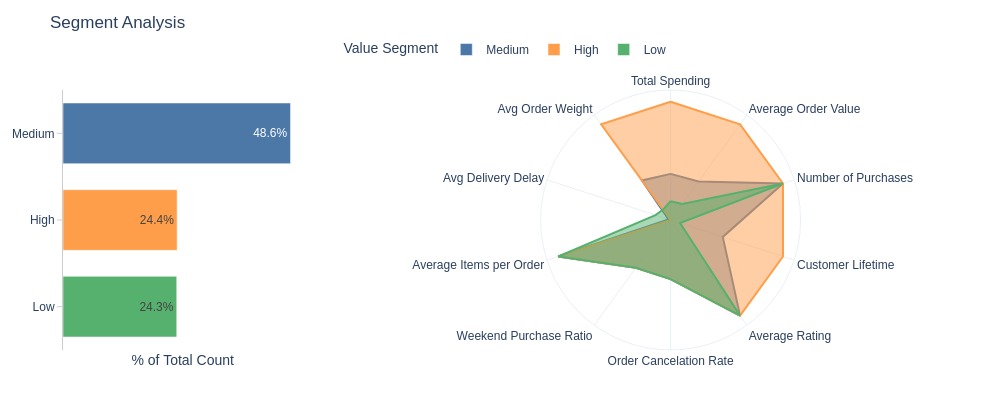 Segment Analysis
Value Segment Medium High Low
Medium 48.6%
High 24.4%
Low 24.3%
% of Total Count
Total Spending
Avg Order Weight
Average Order Value
Avg Delivery Delay
Number of Purchases
Average Items per Order
Customer Lifetime
Weekend Purchase Ratio
Average Rating
Order Cancelation Rate